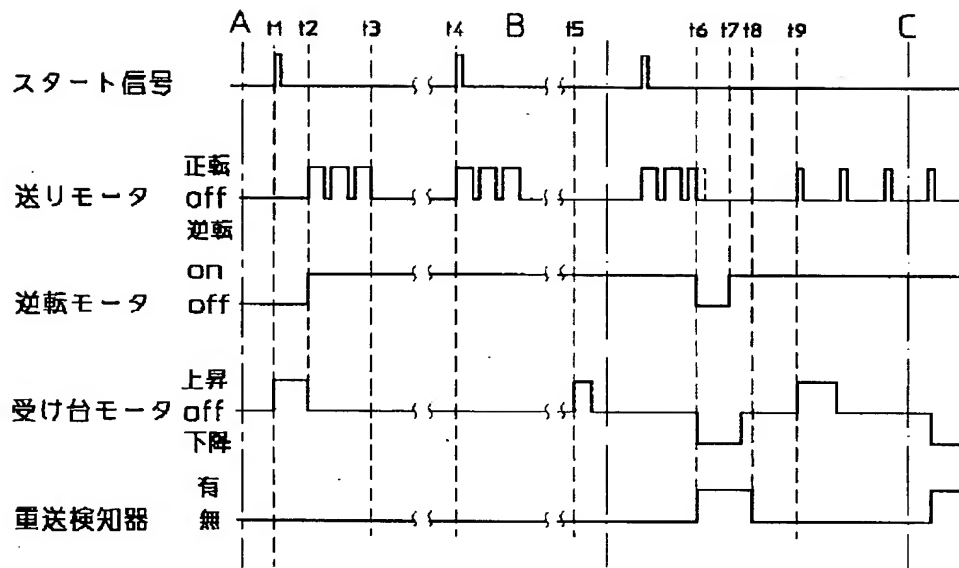 A t1 t2 t3 t4 B t5 t6 t7 t8 t9 C
スタート信号
正転
送りモータ off
逆転
on
逆転モータ off
上昇
受け台モータ off
下降
有
重送検知器 無